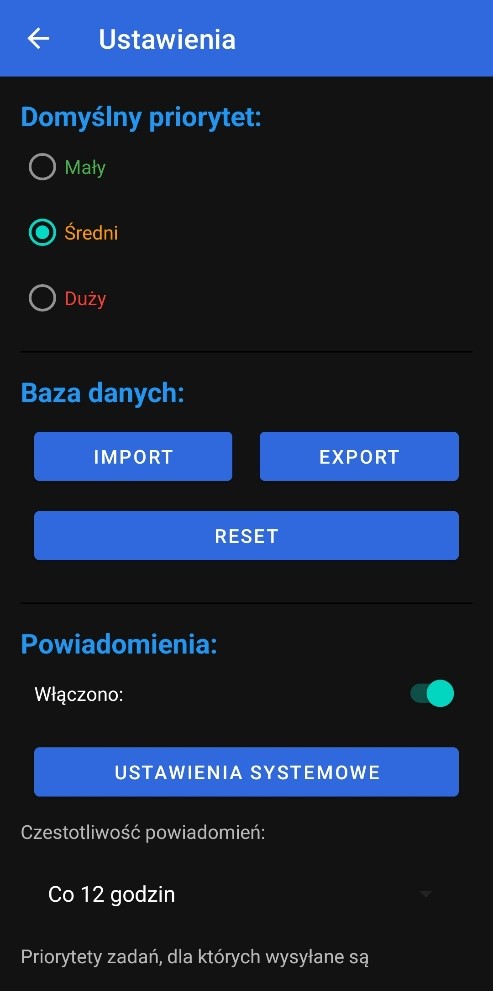 Ustawienia
Domyślny priorytet:
Mały
Średni
Duży
Baza danych:
IMPORT EXPORT
RESET
Powiadomienia:
Włączono:
USTAWIENIA SYSTEMOWE
Czestotliwość powiadomień:
Co 12 godzin
Priorytety zadań, dla których wysyłane są